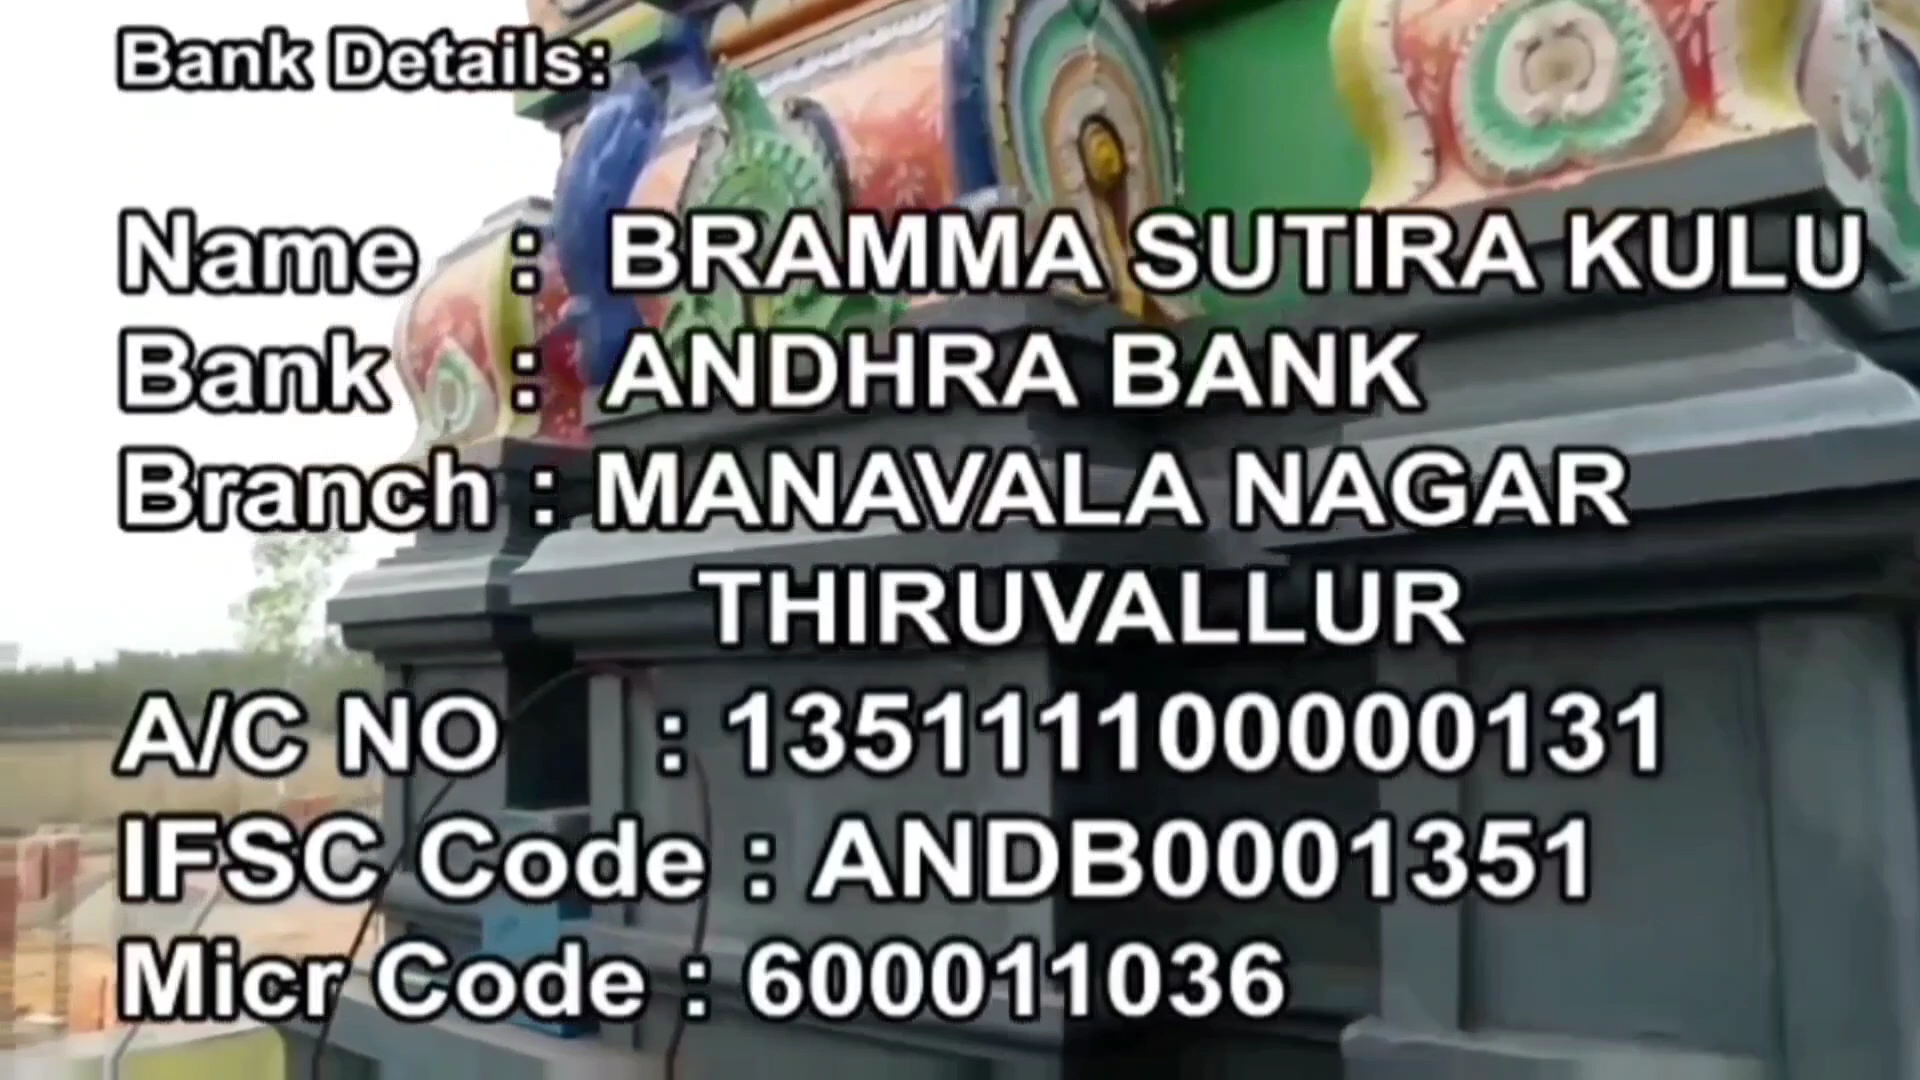 Bank Details:
Name : BRAMMA SUTIRA KULU
Bank : ANDHRA BANK
Branch : MANAVALA NAGAR
THIRUVALLUR
A/C NO : 135111100000131
IFSC Code : ANDB0001351
Micr Code : 600011036